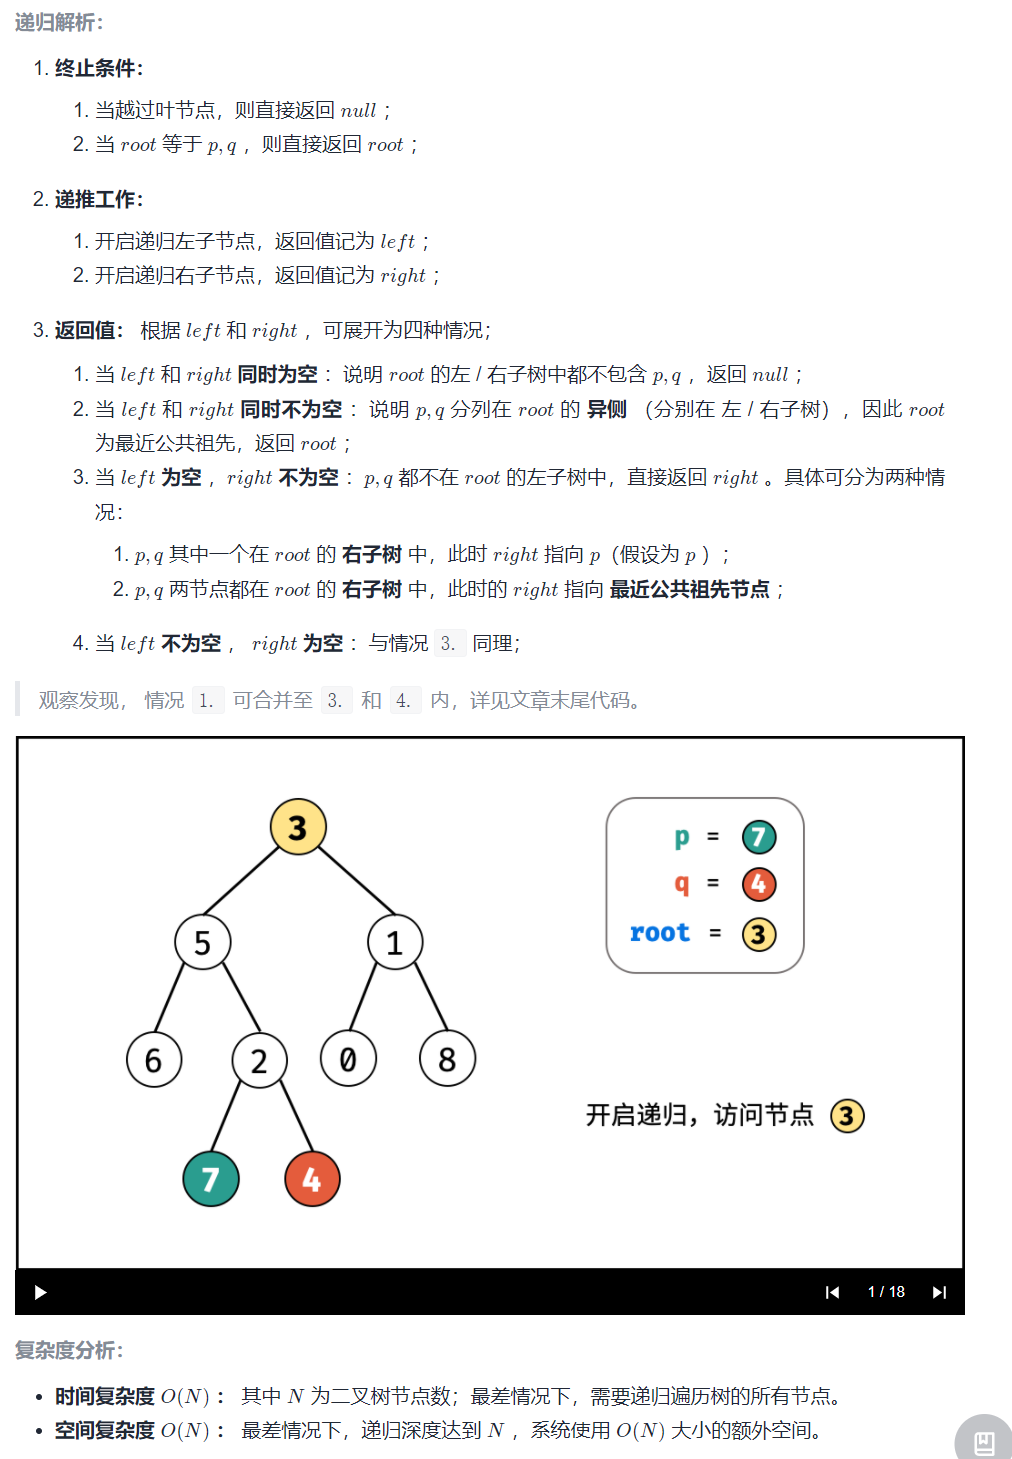 递归解析：
1. 终止条件：
1. 当越过叶节点，则直接返回 null ；
2. 当 root 等于 p, q ，则直接返回 root ；
2. 递推工作：
1. 开启递归左子节点，返回值记为 left ；
2. 开启递归右子节点，返回值记为 right ；
3. 返回值： 根据 left 和 right ，可展开为四种情况；
1. 当 left 和 right 同时为空 ：说明 root 的左 / 右子树中都不包含 p, q ，返回 null ；
2. 当 left 和 right 同时不为空 ：说明 p, q 分列在 root 的 异侧 （分别在 左 / 右子树），因此 root
为最近公共祖先，返回 root ；
3. 当 left 为空 ，right 不为空 ：p, q 都不在 root 的左子树中，直接返回 right 。具体可分为两种情
况：
1. p, q 其中一个在 root 的 右子树 中，此时 right 指向 p（假设为 p ）；
2. p, q 两节点都在 root 的 右子树 中，此时的 right 指向 最近公共祖先节点 ；
4. 当 left 不为空 ， right 为空 ：与情况 3. 同理；
观察发现， 情况 1. 可合并至 3. 和 4. 内，详见文章末尾代码。
3
p = 7
q = 4
root = 3
5 1
6 2 0 8
开启递归，访问节点 3
7 4
1 / 18
复杂度分析：
• 时间复杂度 O(N) ： 其中 N 为二叉树节点数；最差情况下，需要递归遍历树的所有节点。
• 空间复杂度 O(N) ： 最差情况下，递归深度达到 N ，系统使用 O(N) 大小的额外空间。